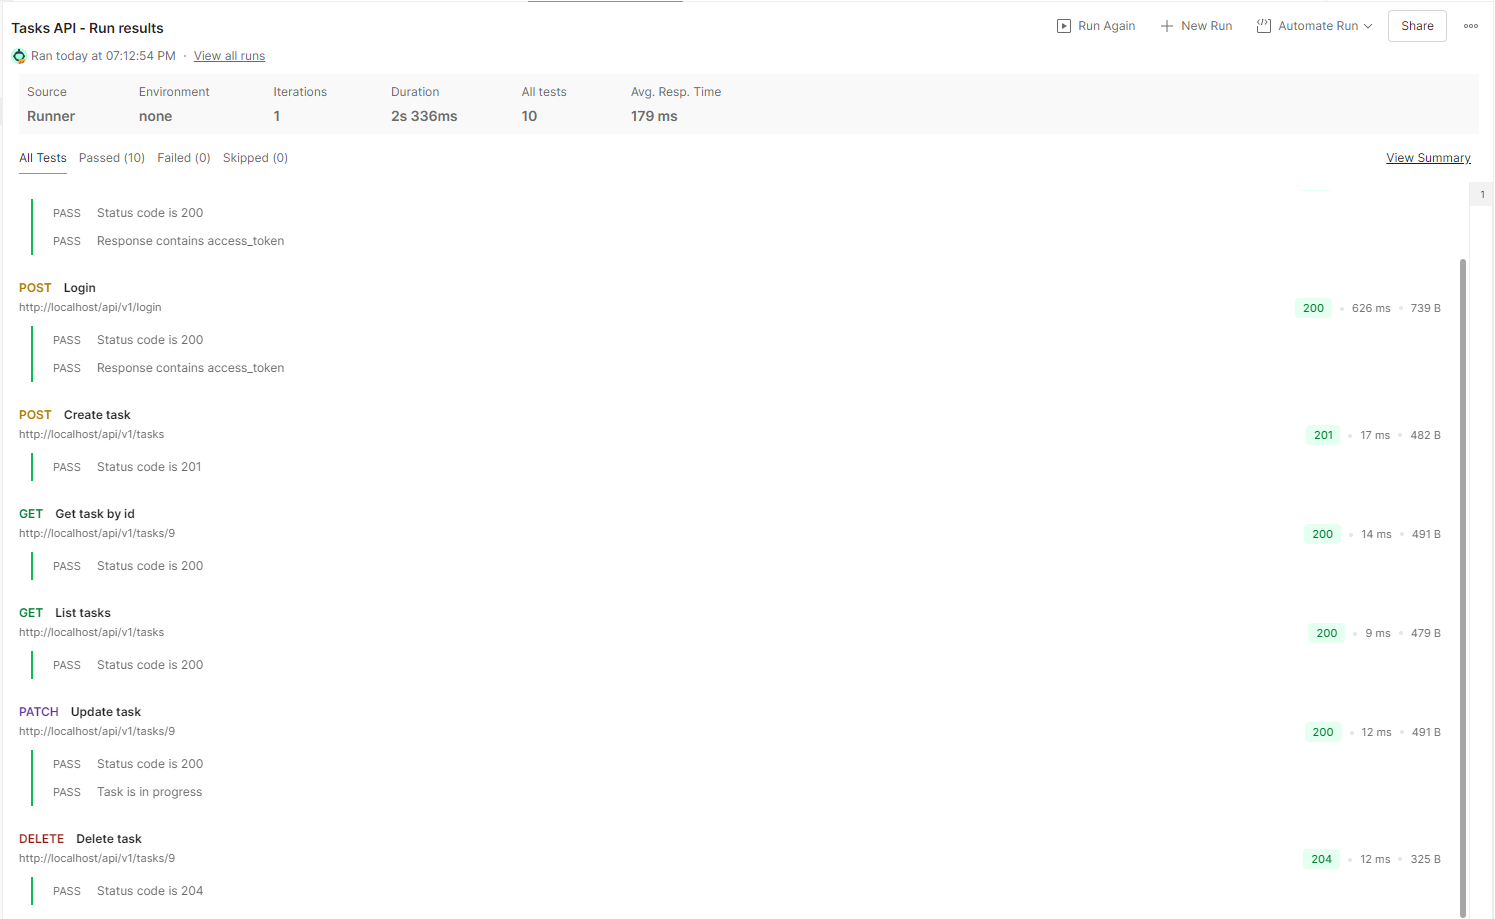 Tasks API - Run results
Run Again
New Run
Automate Run
Share
Ran today at 07:12:54 PM · View all runs
Source Environment Iterations Duration All tests Avg. Resp. Time
Runner none 1 2s 336ms 10 179 ms
All Tests Passed (10) Failed (0) Skipped (0) View Summary
1
PASS Status code is 200
PASS Response contains access_token
POST Login
http://localhost/api/v1/login 200 • 626 ms • 739 B
PASS Status code is 200
PASS Response contains access_token
POST Create task
http://localhost/api/v1/tasks 201 • 17 ms • 482 B
PASS Status code is 201
GET Get task by id
http://localhost/api/v1/tasks/9 200 • 14 ms • 491 B
PASS Status code is 200
GET List tasks
http://localhost/api/v1/tasks 200 • 9 ms • 479 B
PASS Status code is 200
PATCH Update task
http://localhost/api/v1/tasks/9 200 • 12 ms • 491 B
PASS Status code is 200
PASS Task is in progress
DELETE Delete task
http://localhost/api/v1/tasks/9 204 • 12 ms • 325 B
PASS Status code is 204